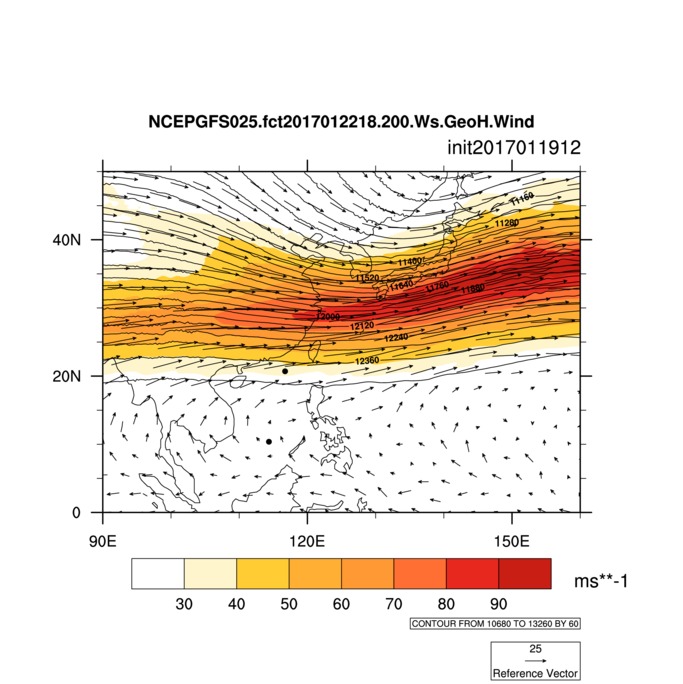 NCEPGFS025.fct2017012218.200.Ws.GeoH.Wind
init2017011912
11160
11280
40N
11400
11520
11640
11760
11880
12000
12120
12240
12360
20N
0
90E
120E
150E
ms**-1
30
40
50
60
70
80
90
CONTOUR FROM 10680 TO 13260 BY 60
25
Reference Vector